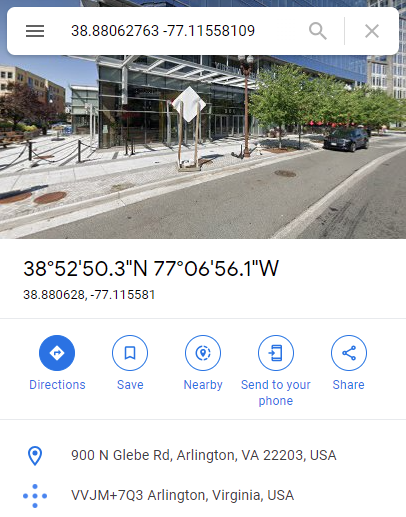 38.88062763 -77.11558109
38°52'50.3"N 77°06'56.1"W
38.880628, -77.115581
Directions
Save
Nearby
Send to your
phone
Share
900 N Glebe Rd, Arlington, VA 22203, USA
VVJM+7Q3 Arlington, Virginia, USA